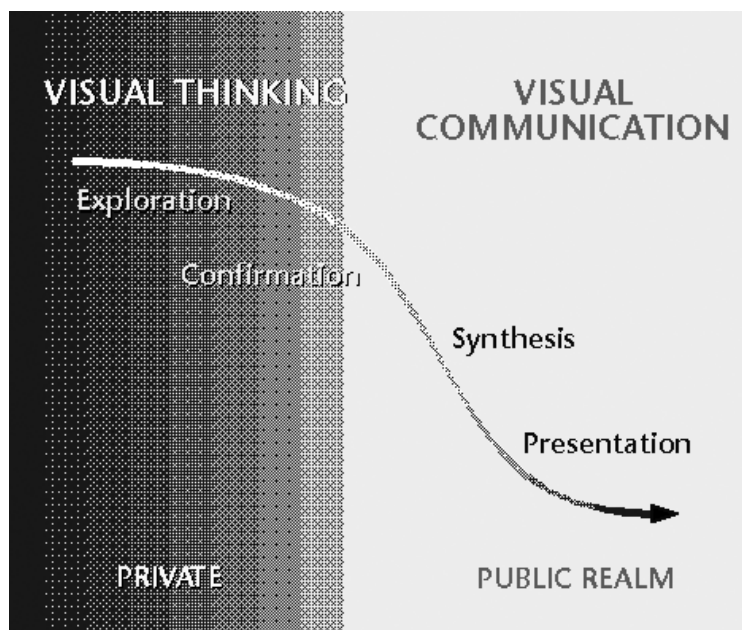 VISUAL THINKING
VISUAL
COMMUNICATION
Exploration
Confirmation
Synthesis
Presentation
PRIVATE
PUBLIC REALM